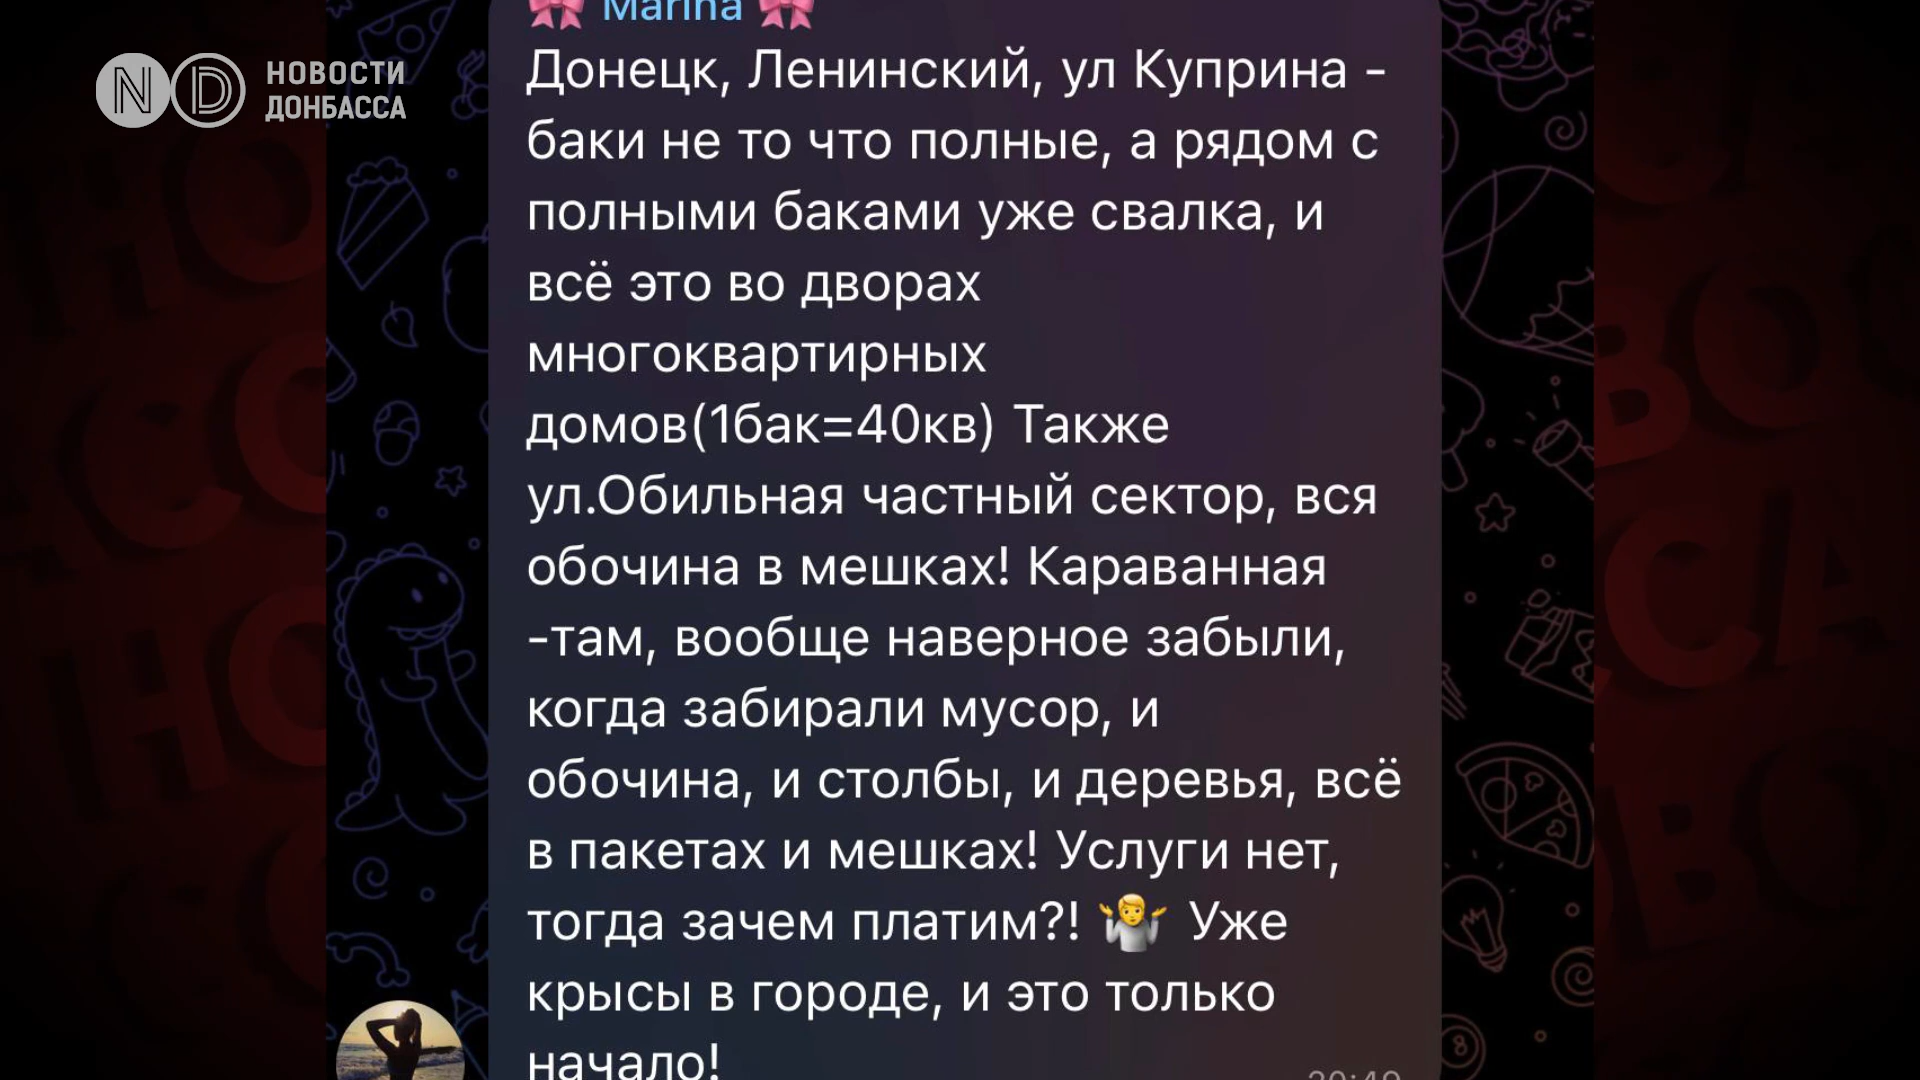 Marina
НОВОСТИ
ДОНБАССА
Донецк, Ленинский, ул Куприна -
баки не то что полные, а рядом с
полными баками уже свалка, и
всё это во дворах
многоквартирных
домов(1бак=40кв) Также
ул.Обильная частный сектор, вся
обочина в мешках! Караванная
-там, вообще наверное забыли,
когда забирали мусор, и
обочина, и столбы, и деревья, всё
в пакетах и мешках! Услуги нет,
тогда зачем платим?! 🤷 Уже
крысы в городе, и это только
начало!